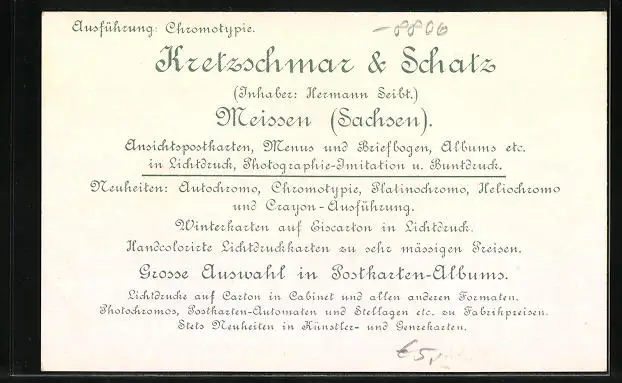 Ausführung: Chromotypie.
-8806
Kretzschmar & Schatz
(Inhaber: Hermann Seibt.)
Meissen (Sachsen).
Ansichtspostkarten, Menus und Briefbogen, Albums etc.
in Lichtdruck, Photographie-Imitation u. Buntdruck.
Neuheiten: Autochromo, Chromotypie, Platinochromo, Heliochromo
und Crayon-Ausführung.
Winterkarten auf Eiscarton in Lichtdruck.
Handcolorirte Lichtdruckkarten zu sehr mässigen Preisen.
Grosse Auswahl in Postkarten-Albums.
Lichtdrucke auf Carton in Cabinet und allen anderen Formaten.
Photochromos, Postkarten-Automaten und Stellagen etc. zu Fabrikpreisen.
Stets Neuheiten in Künstler- und Genrekarten.
€5,-